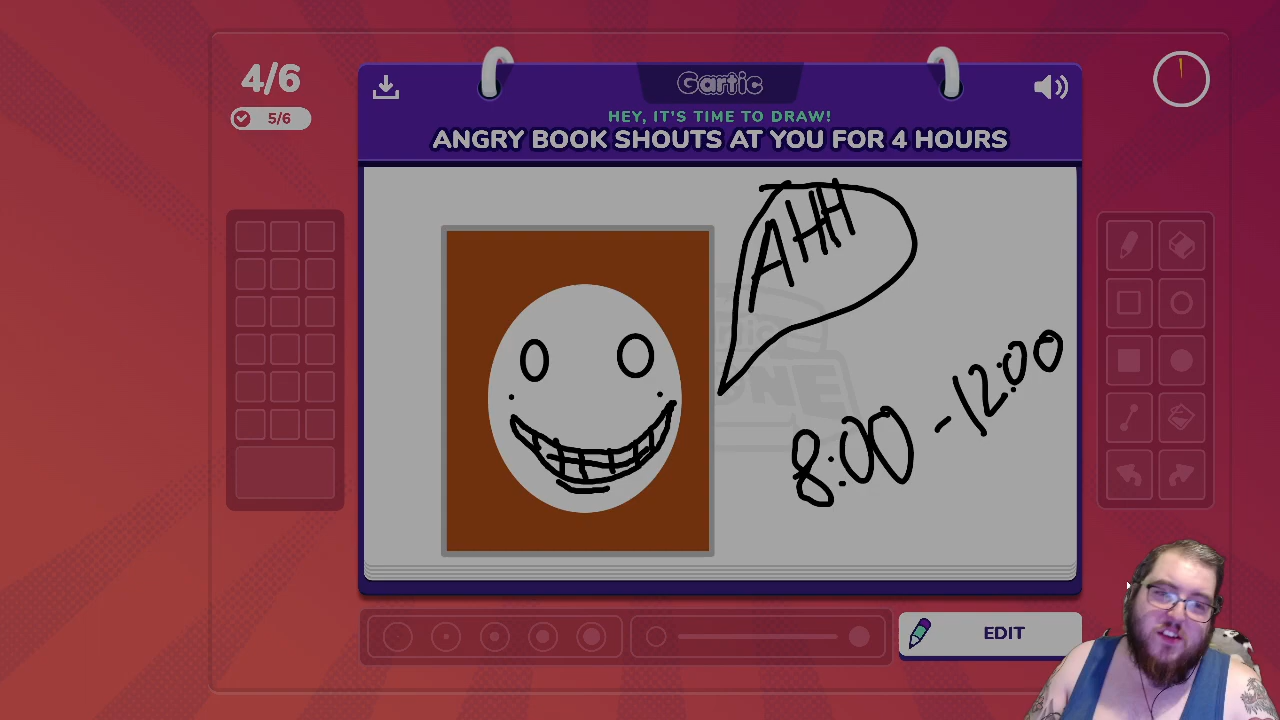 4/6
5/6
Gartic
HEY, IT'S TIME TO DRAW!
ANGRY BOOK SHOUTS AT YOU FOR 4 HOURS
AHH
8:00 - 12:00
EDIT